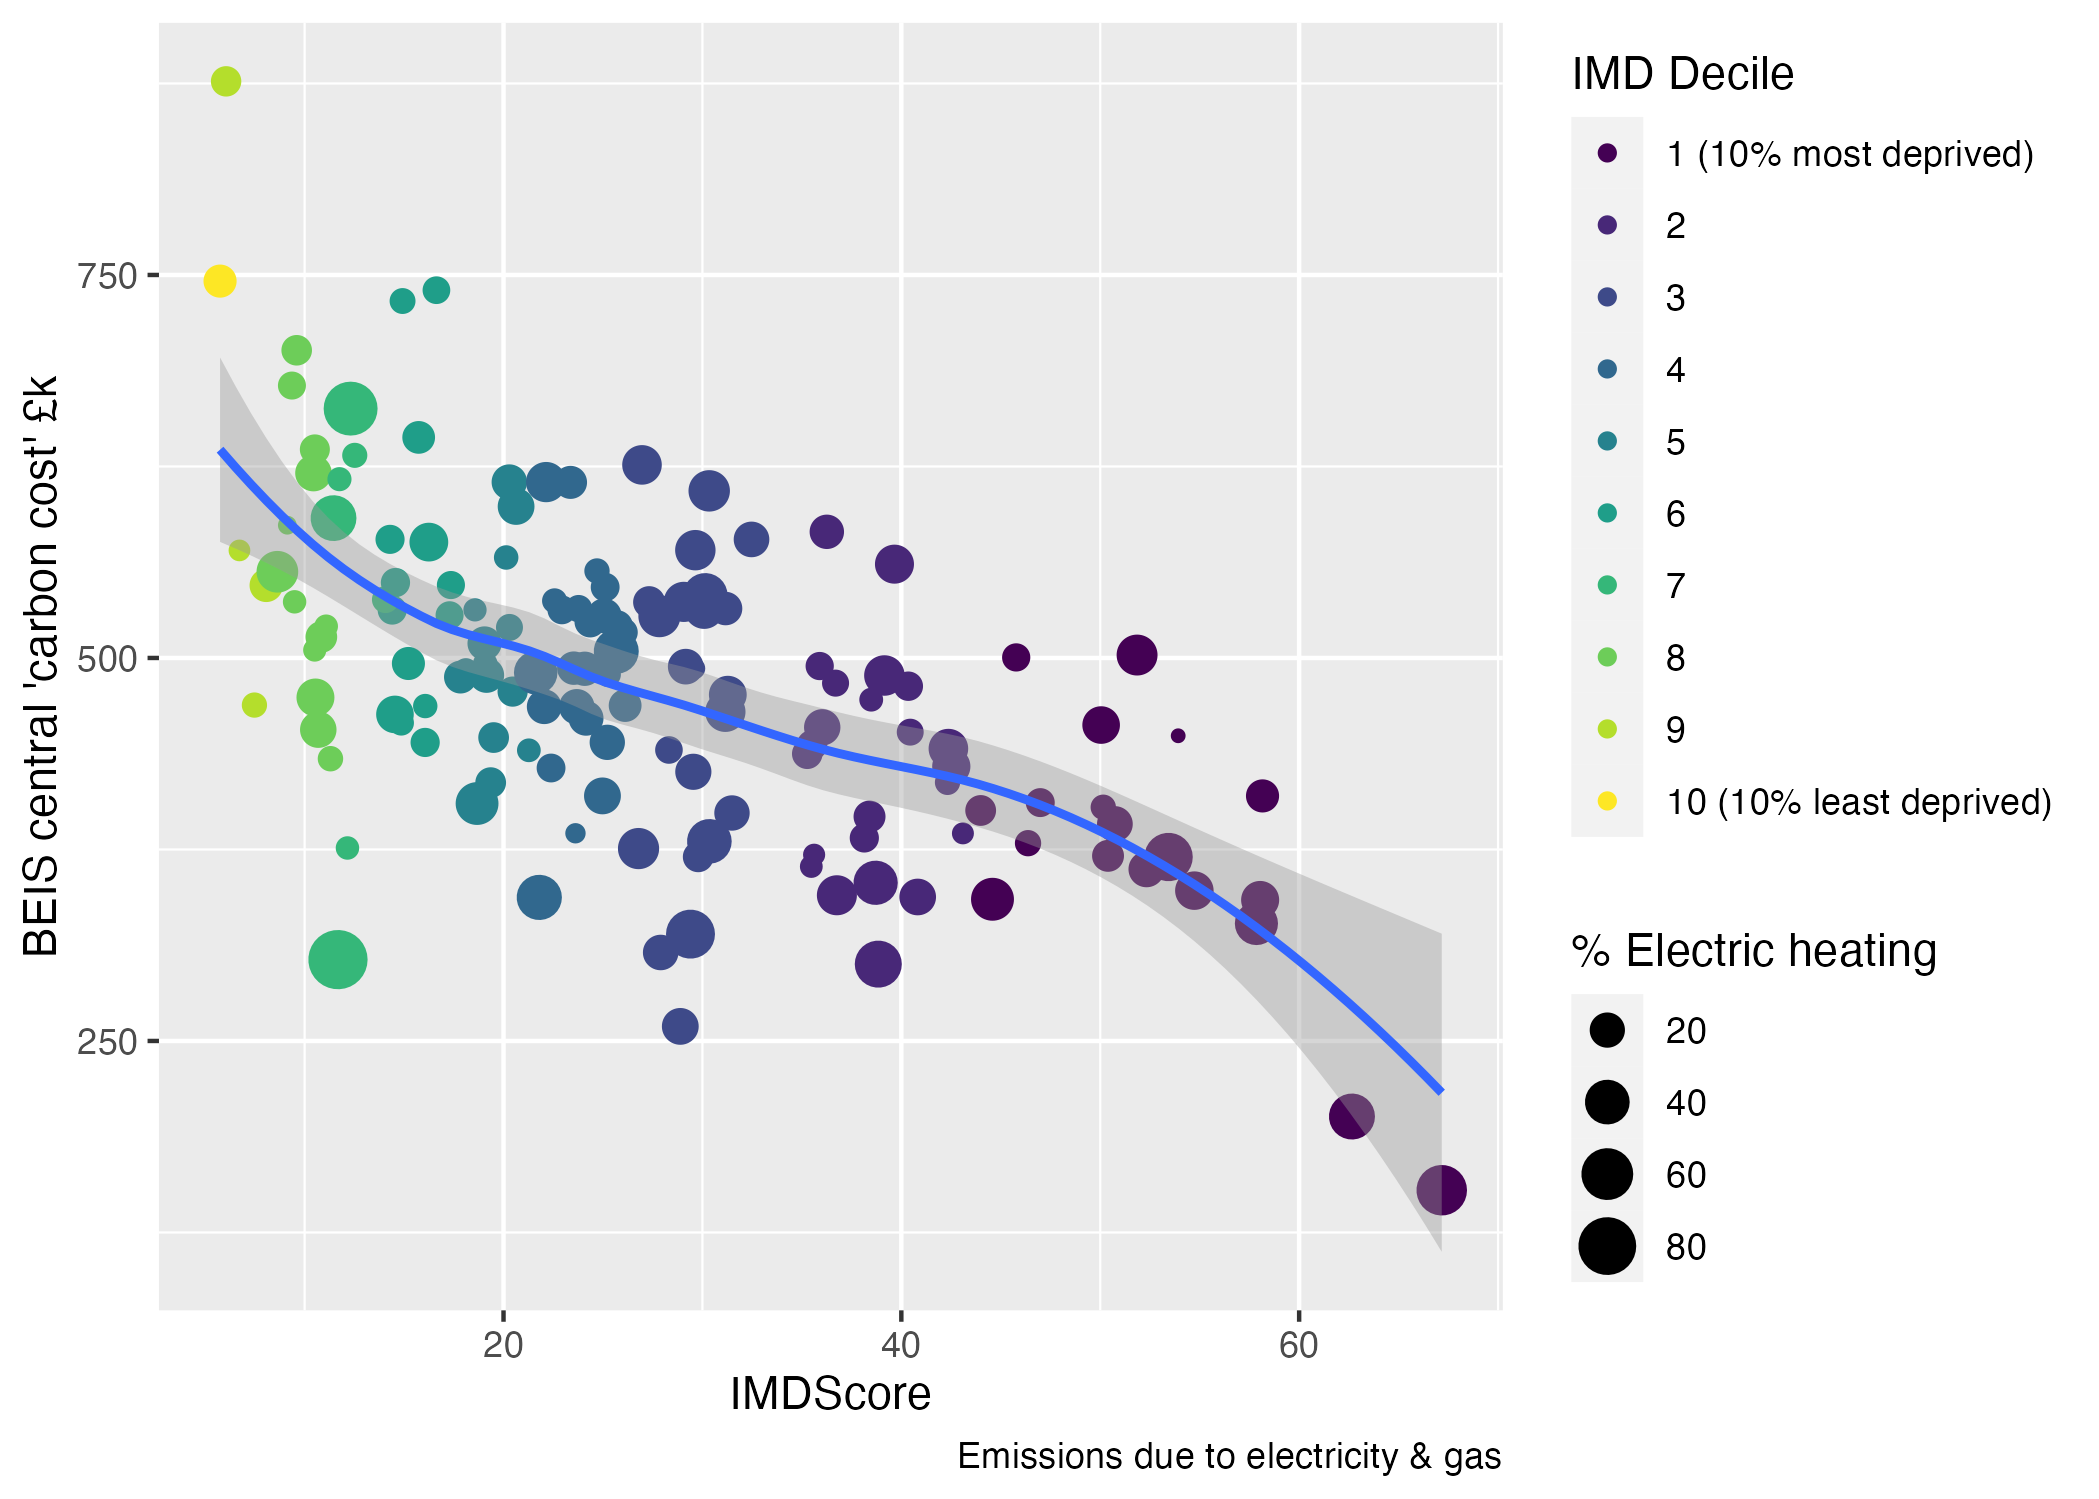 BEIS central 'carbon cost' £k
750
500
250
20
40
60
IMDScore
Emissions due to electricity & gas
IMD Decile
1 (10% most deprived)
2
3
4
5
6
7
8
9
10 (10% least deprived)
% Electric heating
20
40
60
80